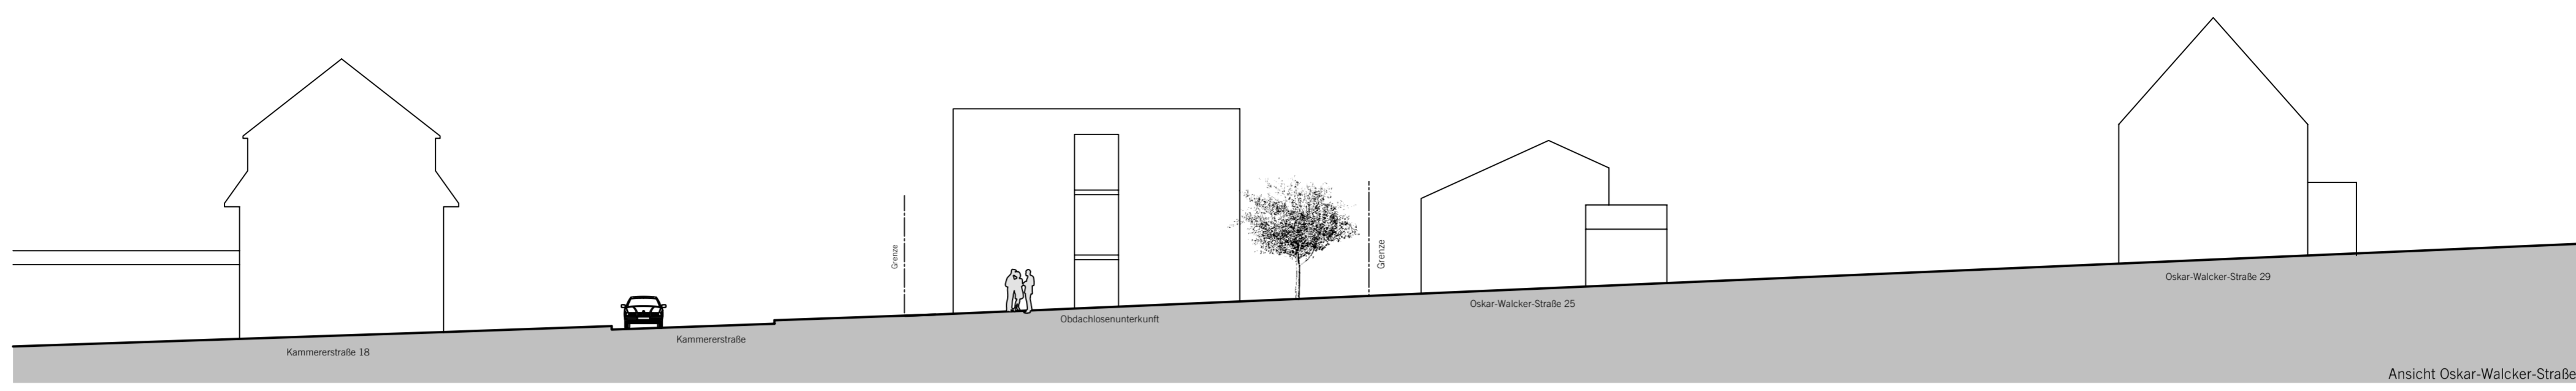 Kammererstraße 18
Kammererstraße
Grenze
Obdachlosenunterkunft
Grenze
Oskar-Walcker-Straße 25
Oskar-Walcker-Straße 29
Ansicht Oskar-Walcker-Straße